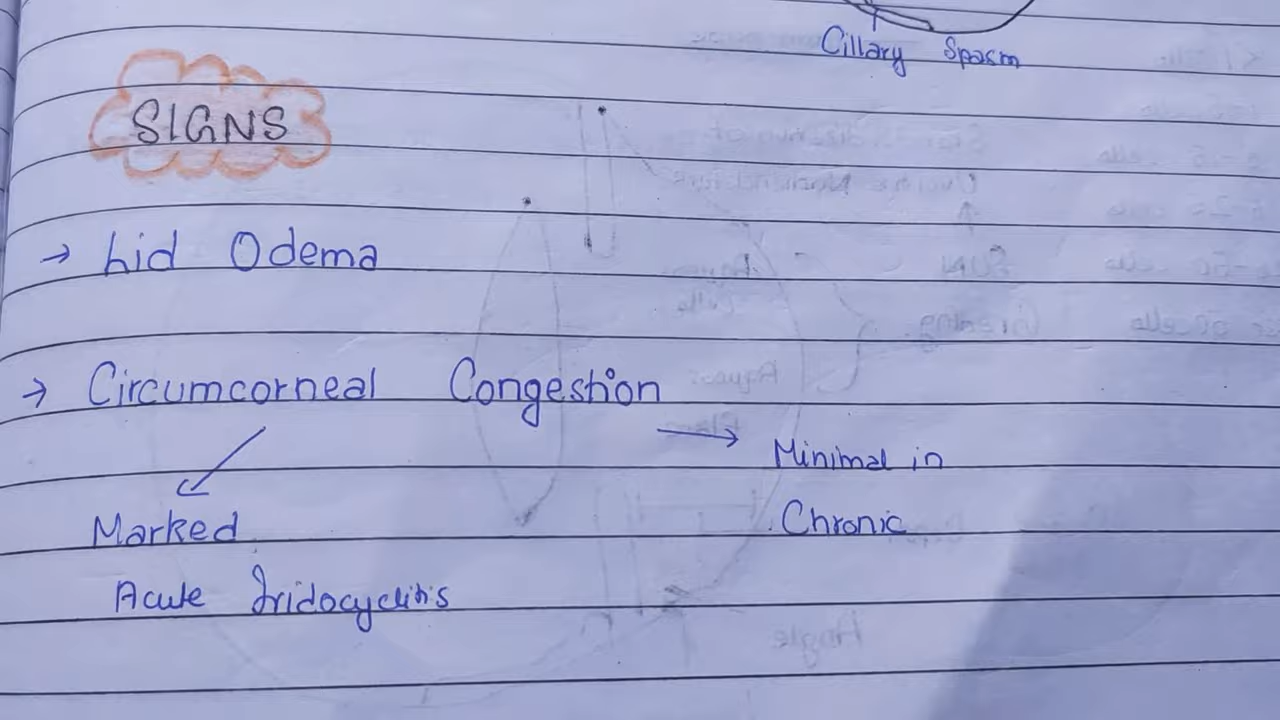 Cillary Spasm
SIGNS
→ Lid Odema
→ Circumcorneal Congestion
→ Minimal in
Chronic
Marked
Acute Iridocyclitis